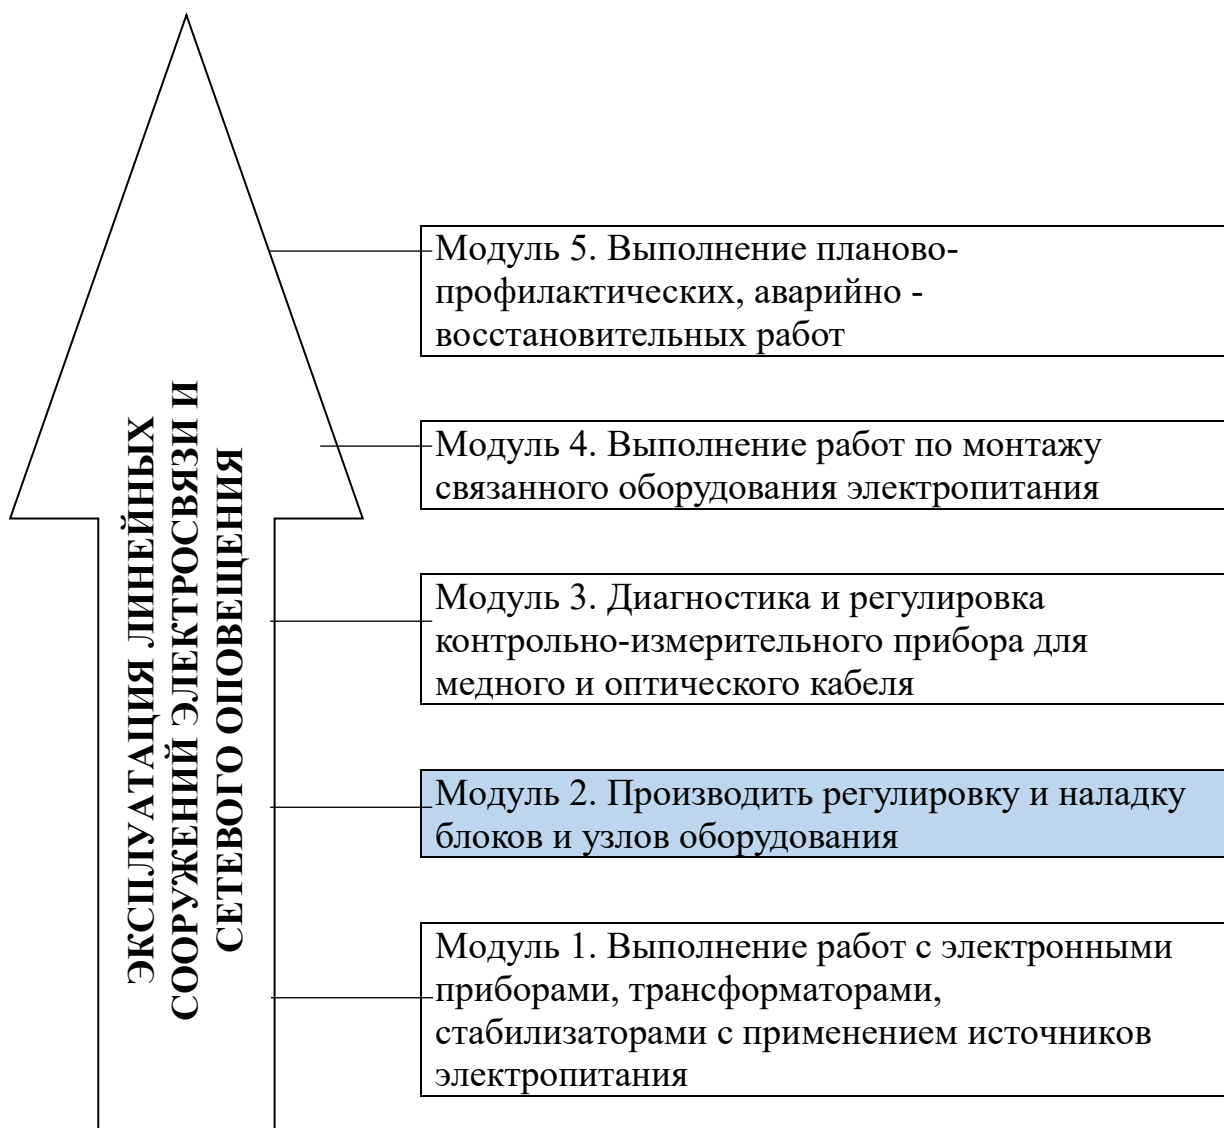 Модуль 5. Выполнение планово-
профилактических, аварийно -
восстановительных работ
Модуль 4. Выполнение работ по монтажу
связанного оборудования электропитания
Модуль 3. Диагностика и регулировка
контрольно-измерительного прибора для
медного и оптического кабеля
Модуль 2. Производить регулировку и наладку
блоков и узлов оборудования
Модуль 1. Выполнение работ с электронными
приборами, трансформаторами,
стабилизаторами с применением источников
электропитания
ЭКСПЛУАТАЦИЯ ЛИНЕЙНЫХ
СООРУЖЕНИЙ ЭЛЕКТРОСВЯЗИ И
СЕТЕВОГО ОПОВЕЩЕНИЯ